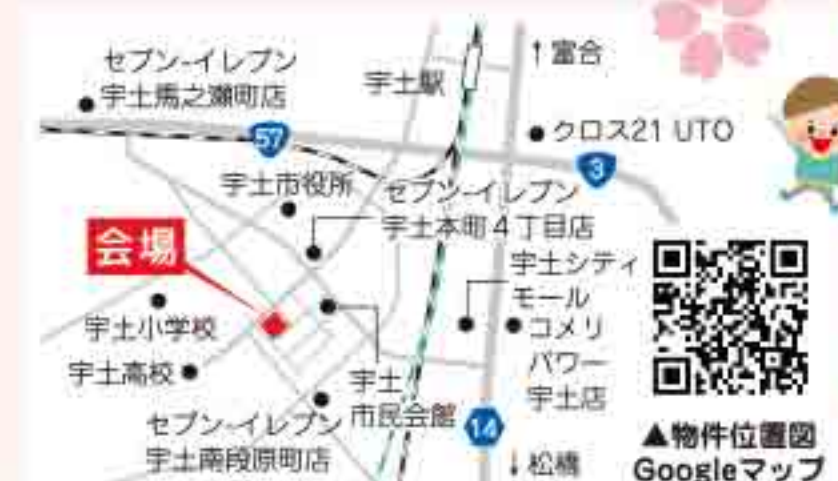 セブン-イレブン
宇土馬之瀬町店
宇土駅
↑富合
クロス21 UTO
57
3
宇土市役所
セブン-イレブン
宇土本町4丁目店
会場
宇土シティ
モール
コメリ
パワー
宇土店
宇土小学校
宇土高校
宇土
市民会館
セブン-イレブン
宇土南段原町店
14
↓松橋
▲物件位置図
Googleマップ